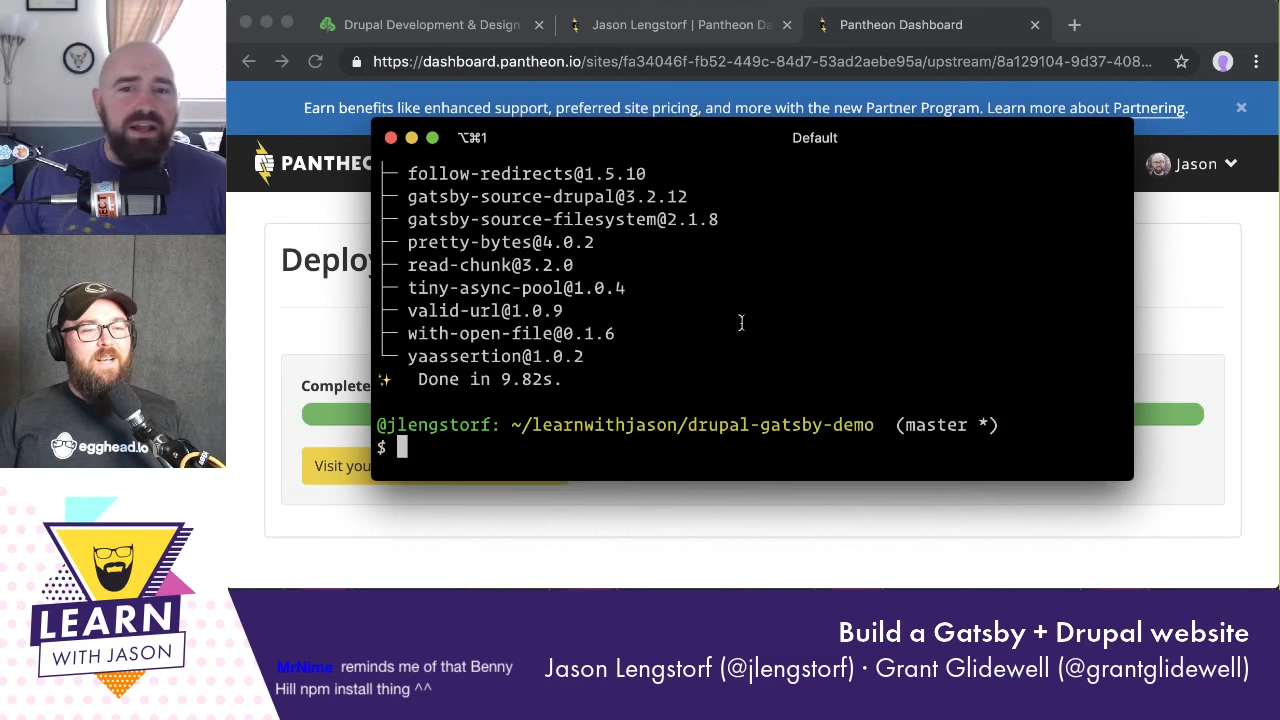 Drupal Development & Design
Jason Lengstorf | Pantheon Da
Pantheon Dashboard
https://dashboard.pantheon.io/sites/fa34046f-fb52-449c-84d7-53ad2aebe95a/upstream/8a129104-9d37-408...
Earn benefits like enhanced support, preferred site pricing, and more with the new Partner Program. Learn more about Partnering.
PANTHE
Jason
⌥⌘1
Default
├─ follow-redirects@1.5.10
├─ gatsby-source-drupal@3.2.12
├─ gatsby-source-filesystem@2.1.8
├─ pretty-bytes@4.0.2
├─ read-chunk@3.2.0
├─ tiny-async-pool@1.0.4
├─ valid-url@1.0.9
├─ with-open-file@0.1.6
└─ yaassertion@1.0.2
✨ Done in 9.82s.
@jlengstorf: ~/learnwithjason/drupal-gatsby-demo (master *)
$
Deploy
Complete
Visit you
egghead.io
LEARN
WITH JASON
MrNime reminds me of that Benny
Hill npm install thing ^^
Build a Gatsby + Drupal website
Jason Lengstorf (@jlengstorf) · Grant Glidewell (@grantglidewell)